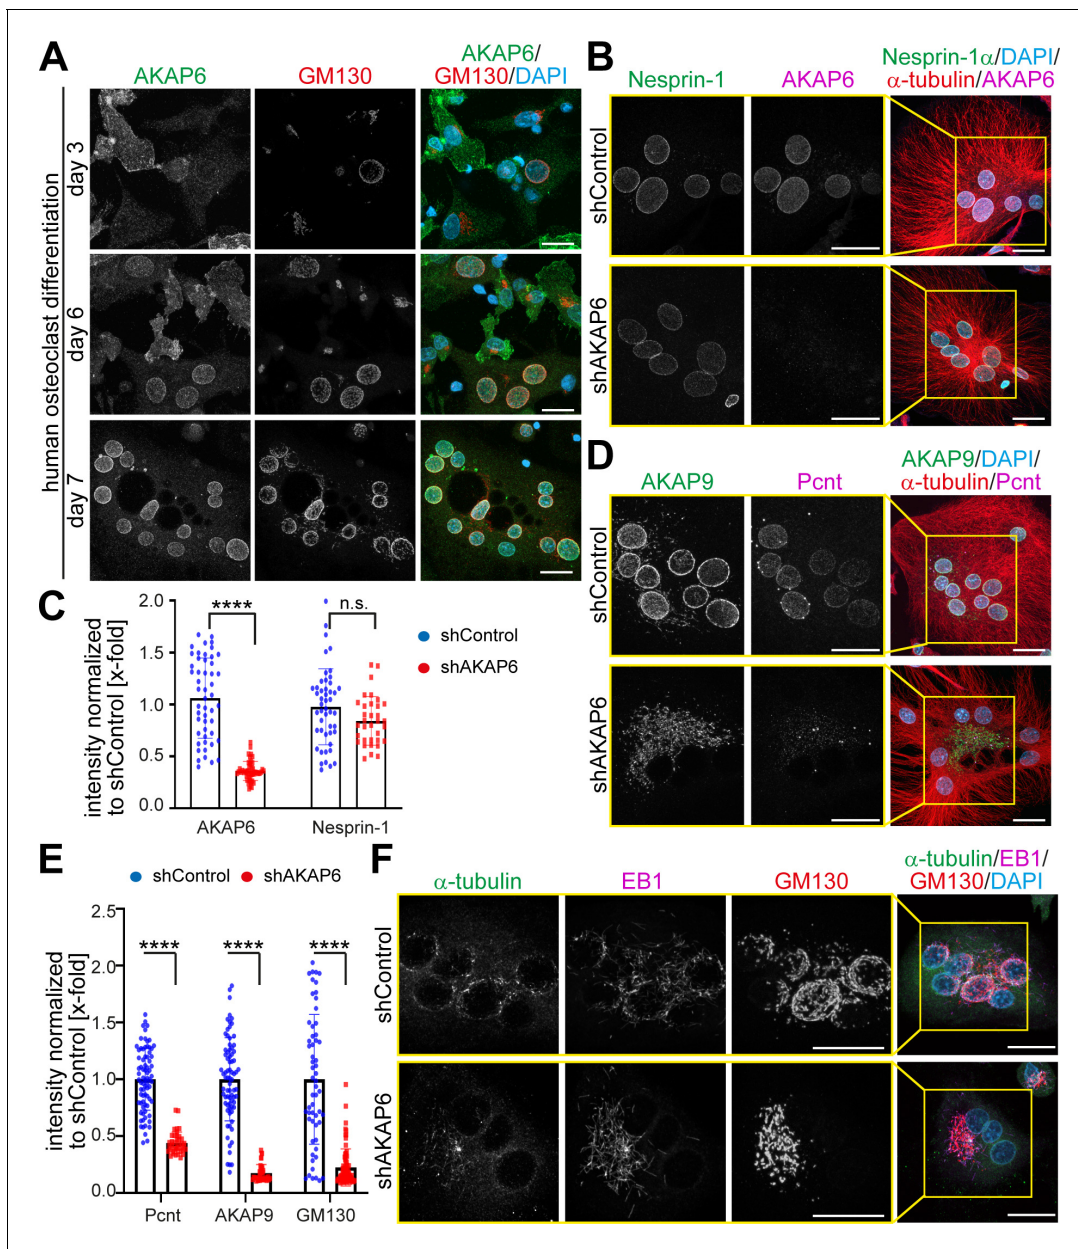 A
AKAP6
GM130
AKAP6/
GM130/DAPI
human osteoclast differentiation
day 3
day 6
day 7
B
Nesprin-1
AKAP6
Nesprin-1α/DAPI/
α-tubulin/AKAP6
shControl
shAKAP6
C
intensity normalized
to shControl [x-fold]
2.0
1.5
1.0
0.5
0.0
****
n.s.
shControl
shAKAP6
AKAP6
Nesprin-1
D
AKAP9
Pcnt
AKAP9/DAPI/
α-tubulin/Pcnt
shControl
shAKAP6
E
shControl
shAKAP6
intensity normalized
to shControl [x-fold]
2.5
2.0
1.5
1.0
0.5
0.0
****
****
****
Pcnt
AKAP9
GM130
F
α-tubulin
EB1
GM130
α-tubulin/EB1/
GM130/DAPI
shControl
shAKAP6